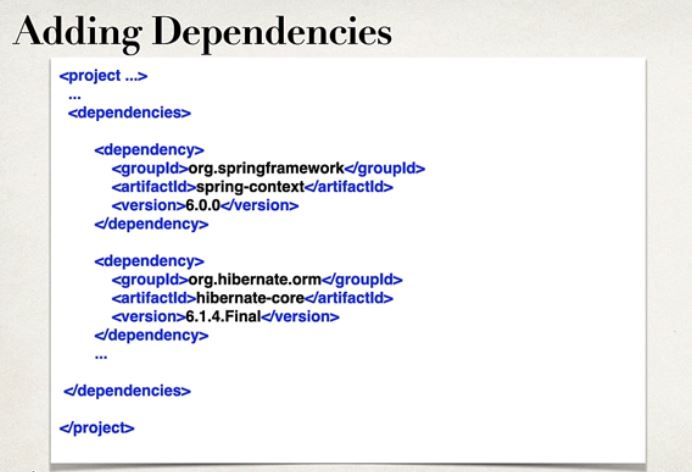 Adding Dependencies
<project ...>
...
<dependencies>
<dependency>
<groupId>org.springframework</groupId>
<artifactId>spring-context</artifactId>
<version>6.0.0</version>
</dependency>
<dependency>
<groupId>org.hibernate.orm</groupId>
<artifactId>hibernate-core</artifactId>
<version>6.1.4.Final</version>
</dependency>
...
</dependencies>
</project>